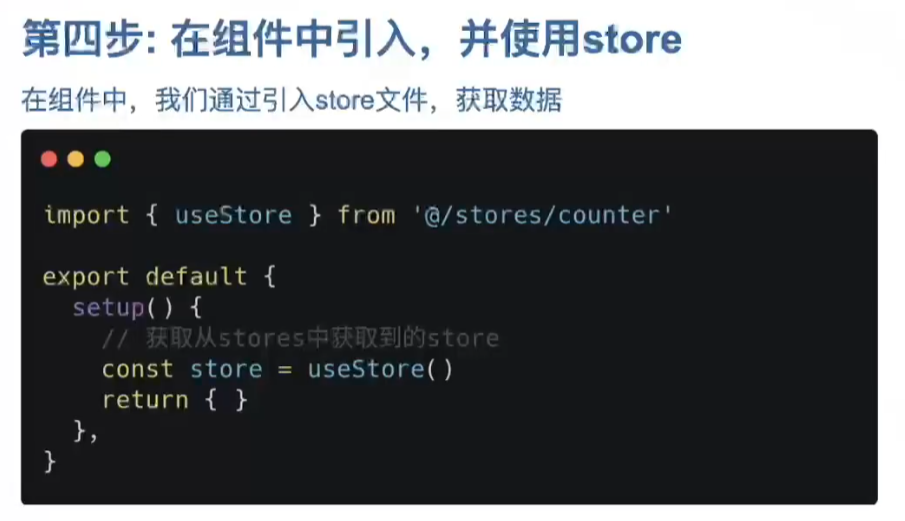 第四步: 在组件中引入，并使用store
在组件中，我们通过引入store文件，获取数据
import { useStore } from '@/stores/counter'
export default {
  setup() {
    // 获取从stores中获取到的store
    const store = useStore()
    return { }
  },
}